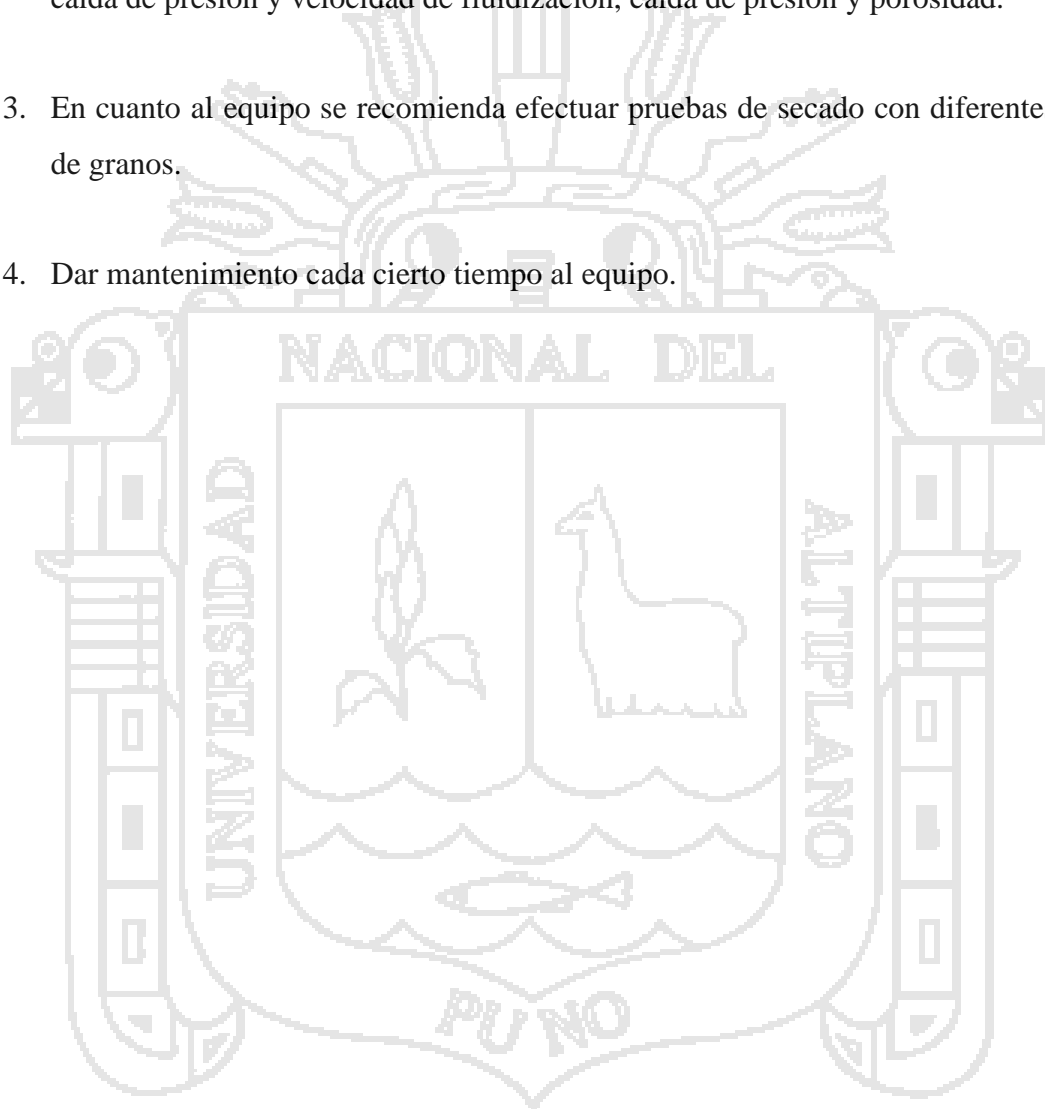 caída de presión y velocidad de fluidización, caída de presión y porosidad.
3. En cuanto al equipo se recomienda efectuar pruebas de secado con diferente
de granos.
4. Dar mantenimiento cada cierto tiempo al equipo.
NACIONAL DEL
UNIVERSIDAD
ALTIPLANO
PUNO